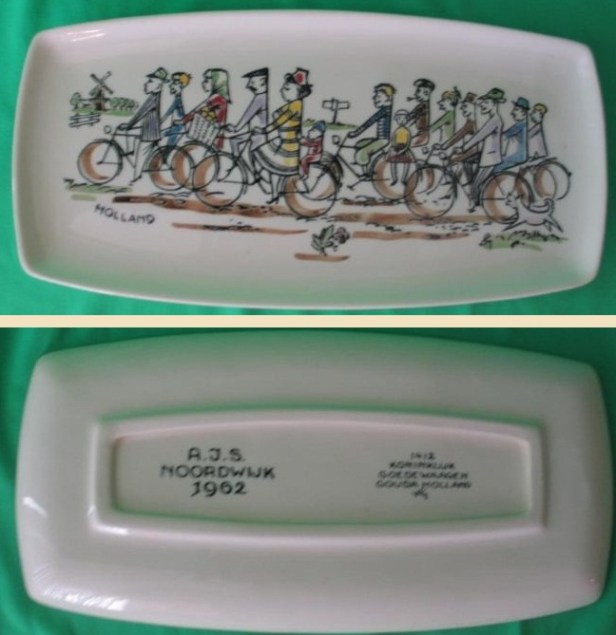 HOLLAND
A.J.S.
NOORDWIJK
1962
1412
KONINKLIJK
GOEDEWAAGEN
GOUDA HOLLAND